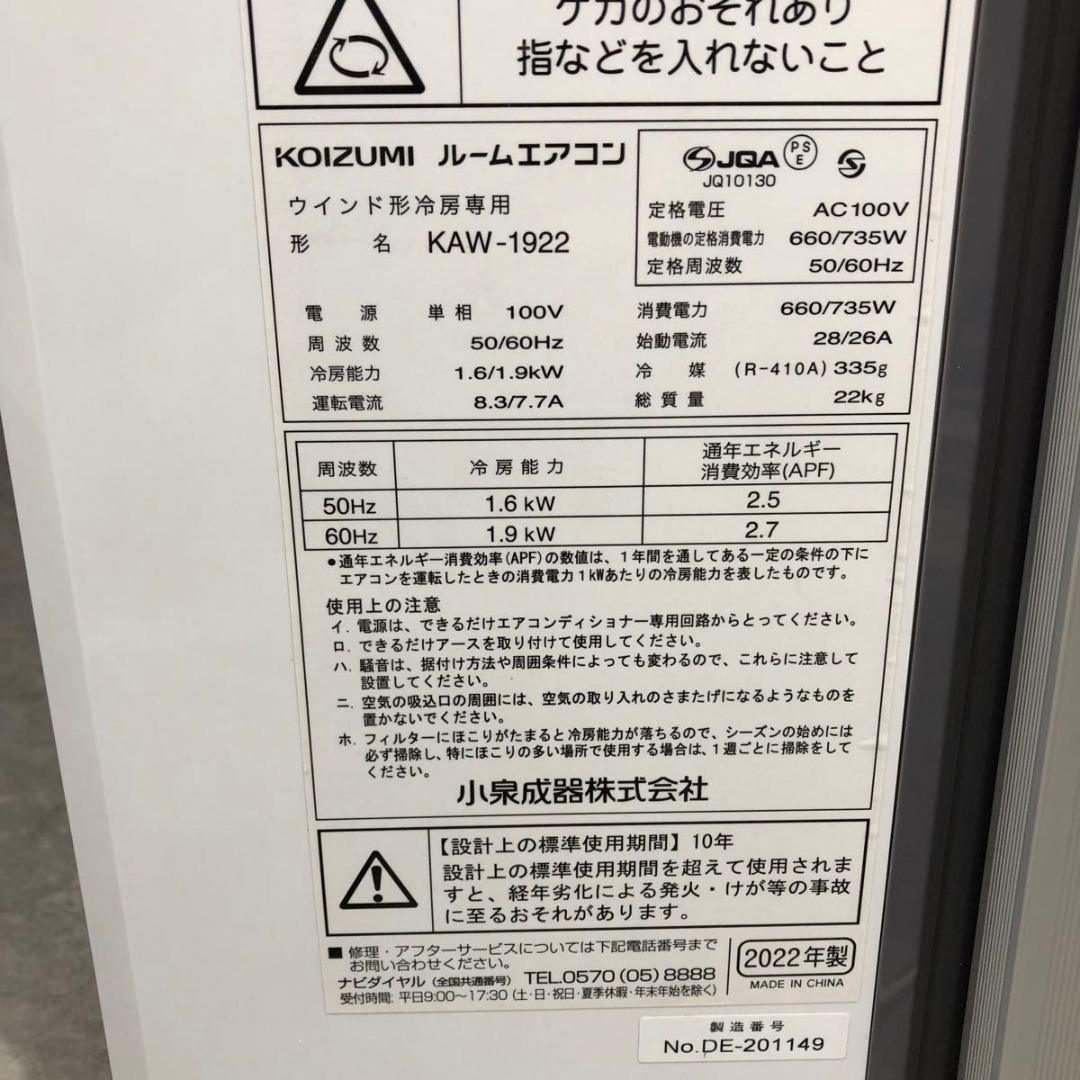 ケガのおそれあり
指などを入れないこと
KOIZUMI ルームエアコン
ウインド形冷房専用
形 名 KAW-1922
JQA PSE
JQ10130
定格電圧 AC100V
電動機の定格消費電力 660/735W
定格周波数 50/60Hz
電 源 単相 100V
周波数 50/60Hz
冷房能力 1.6/1.9kW
運転電流 8.3/7.7A
消費電力 660/735W
始動電流 28/26A
冷 媒 (R-410A) 335g
総質量 22kg
周波数 冷房能力 通年エネルギー
消費効率(APF)
50Hz 1.6 kW 2.5
60Hz 1.9 kW 2.7
●通年エネルギー消費効率(APF)の数値は、1年間を通してある一定の条件の下に
エアコンを運転したときの消費電力1kWあたりの冷房能力を表したものです。
使用上の注意
イ. 電源は、できるだけエアコンディショナー専用回路からとってください。
ロ. できるだけアースを取り付けて使用してください。
ハ. 騒音は、据付け方法や周囲条件によっても変わるので、これらに注意して
設置してください。
ニ. 空気の吸込口の周囲には、空気の取り入れのさまたげになるようなものを
置かないでください。
ホ. フィルターにほこりがたまると冷房能力が落ちるので、シーズンの始めには
必ず掃除し、特にほこりの多い場所で使用する場合は、1週ごとに掃除をして
ください。
小泉成器株式会社
【設計上の標準使用期間】10年
設計上の標準使用期間を超えて使用されま
すと、経年劣化による発火・けが等の事故
に至るおそれがあります。
■ 修理・アフターサービスについては下記電話番号まで
お問い合わせください。
ナビダイヤル (全国共通番号) TEL.0570 (05) 8888
受付時間: 平日9:00〜17:30 (土・日・祝日・夏季休暇・年末年始を除く)
2022年製
MADE IN CHINA
製造番号
No.DE-201149